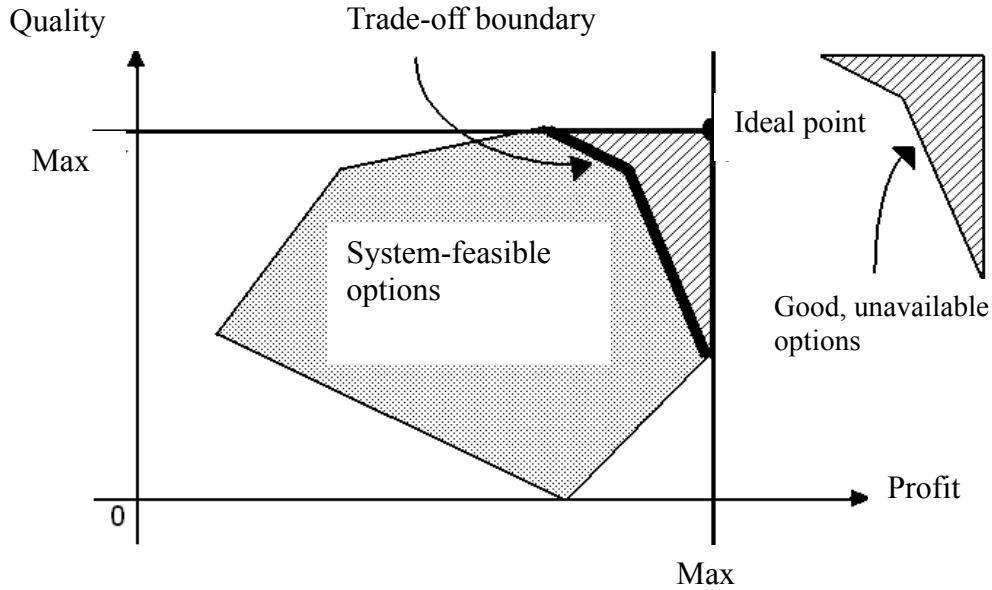 Quality
Trade-off boundary
Ideal point
Max
System-feasible
options
Good, unavailable
options
Profit
0
Max